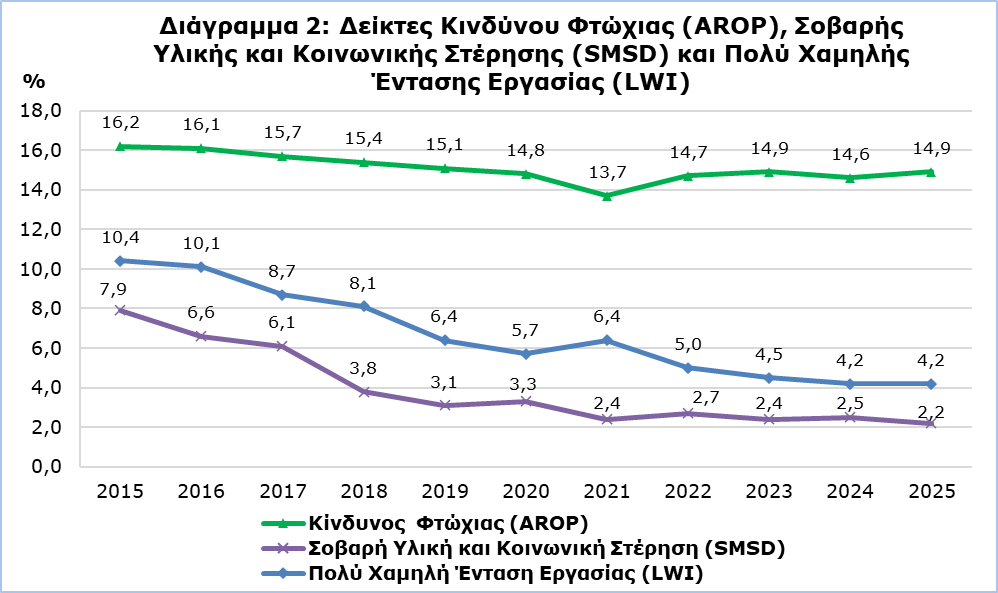 Διάγραμμα 2: Δείκτες Κινδύνου Φτώχιας (AROP), Σοβαρής
Υλικής και Κοινωνικής Στέρησης (SMSD) και Πολύ Χαμηλής
Έντασης Εργασίας (LWI)
%
18,0
16,0
14,0
12,0
10,0
8,0
6,0
4,0
2,0
0,0
16,2 16,1 15,7 15,4 15,1 14,8 13,7 14,7 14,9 14,6 14,9
10,4 10,1 8,7 8,1 6,4 5,7 6,4 5,0 4,5 4,2 4,2
7,9 6,6 6,1 3,8 3,1 3,3 2,4 2,7 2,4 2,5 2,2
2015 2016 2017 2018 2019 2020 2021 2022 2023 2024 2025
Κίνδυνος Φτώχιας (AROP)
Σοβαρή Υλική και Κοινωνική Στέρηση (SMSD)
Πολύ Χαμηλή Ένταση Εργασίας (LWI)